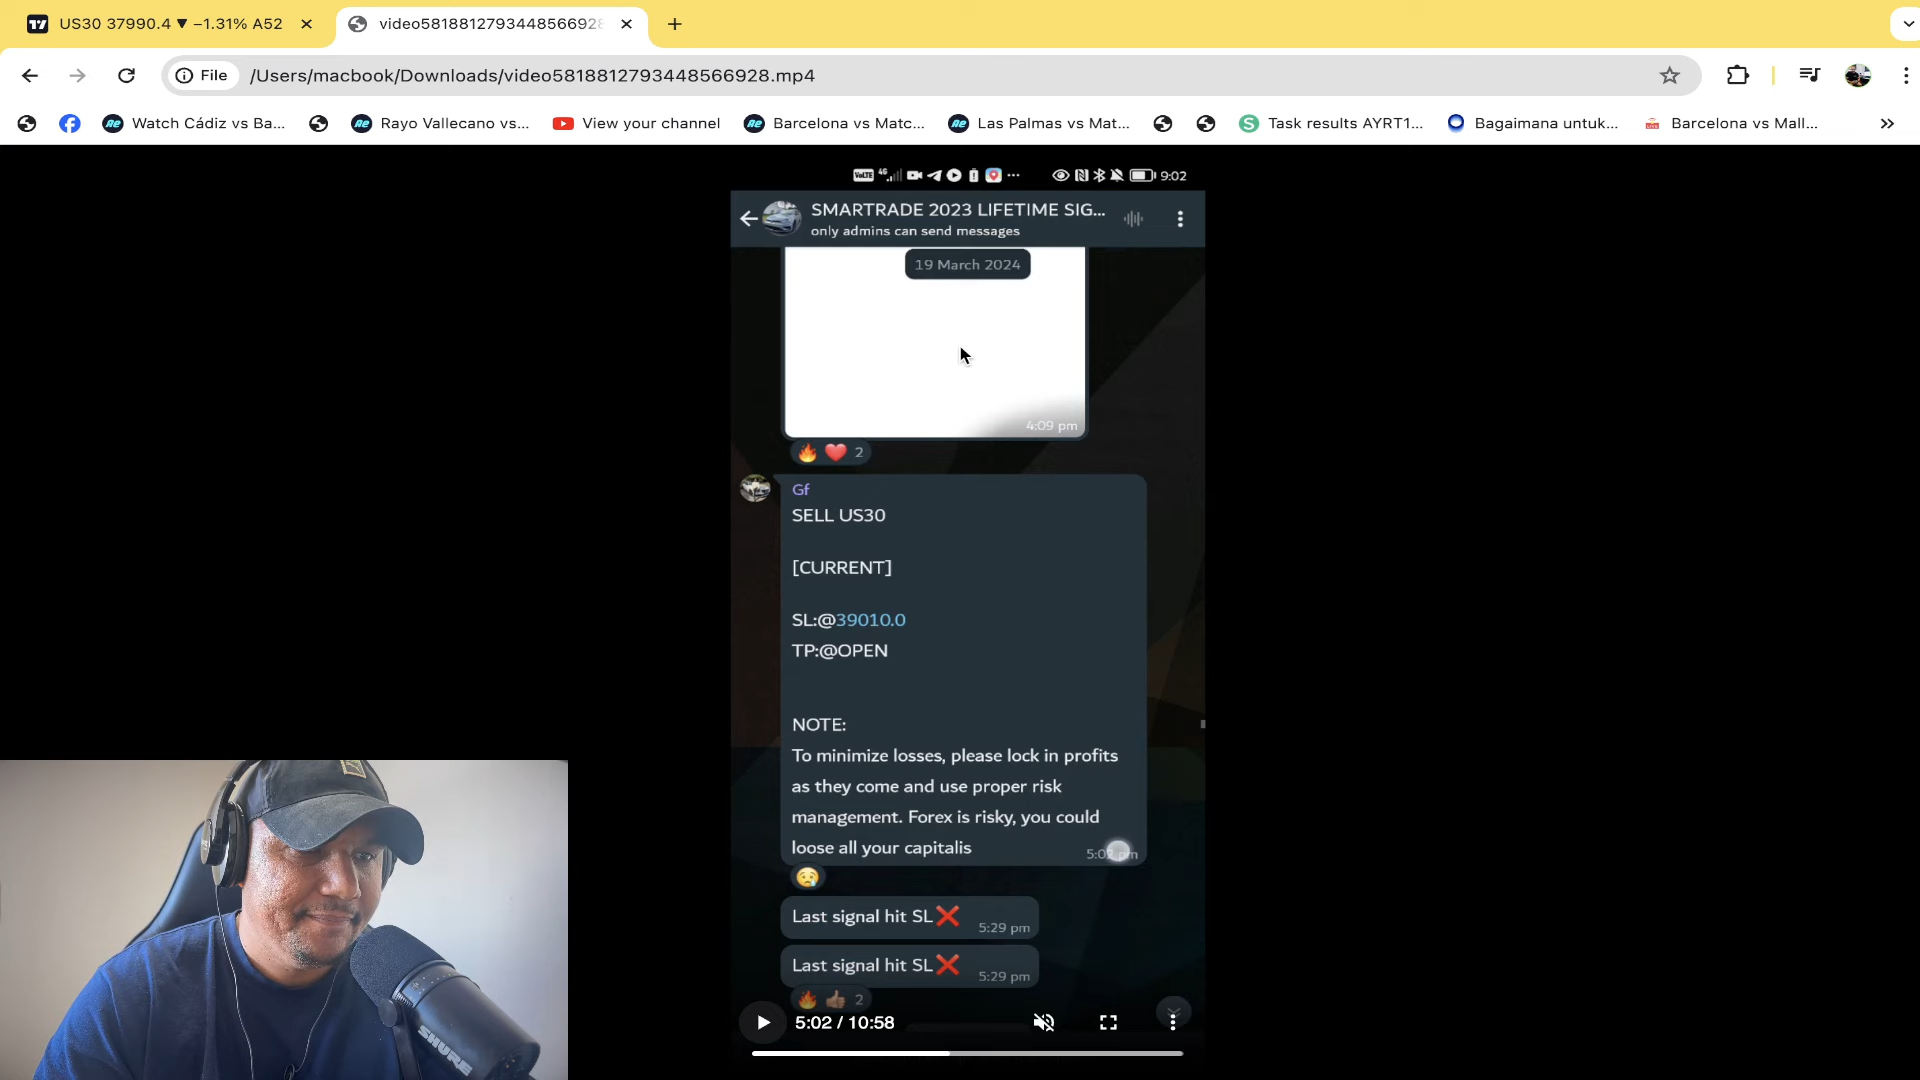 US30 37990.4 ▼ −1.31% A52
video5818812793448566928
File
/Users/macbook/Downloads/video5818812793448566928.mp4
Watch Cádiz vs Ba...
Rayo Vallecano vs...
View your channel
Barcelona vs Matc...
Las Palmas vs Mat...
Task results AYRT1...
Bagaimana untuk...
Barcelona vs Mall...
VoLTE 4G 9:02
SMARTRADE 2023 LIFETIME SIG...
only admins can send messages
19 March 2024
4:09 pm
🔥 ❤️ 2
Gf
SELL US30
[CURRENT]
SL:@39010.0
TP:@OPEN
NOTE:
To minimize losses, please lock in profits
as they come and use proper risk
management. Forex is risky, you could
loose all your capitalis
😢
Last signal hit SL❌ 5:29 pm
Last signal hit SL❌ 5:29 pm
🔥 👍 2
5:02 / 10:58
SHURE